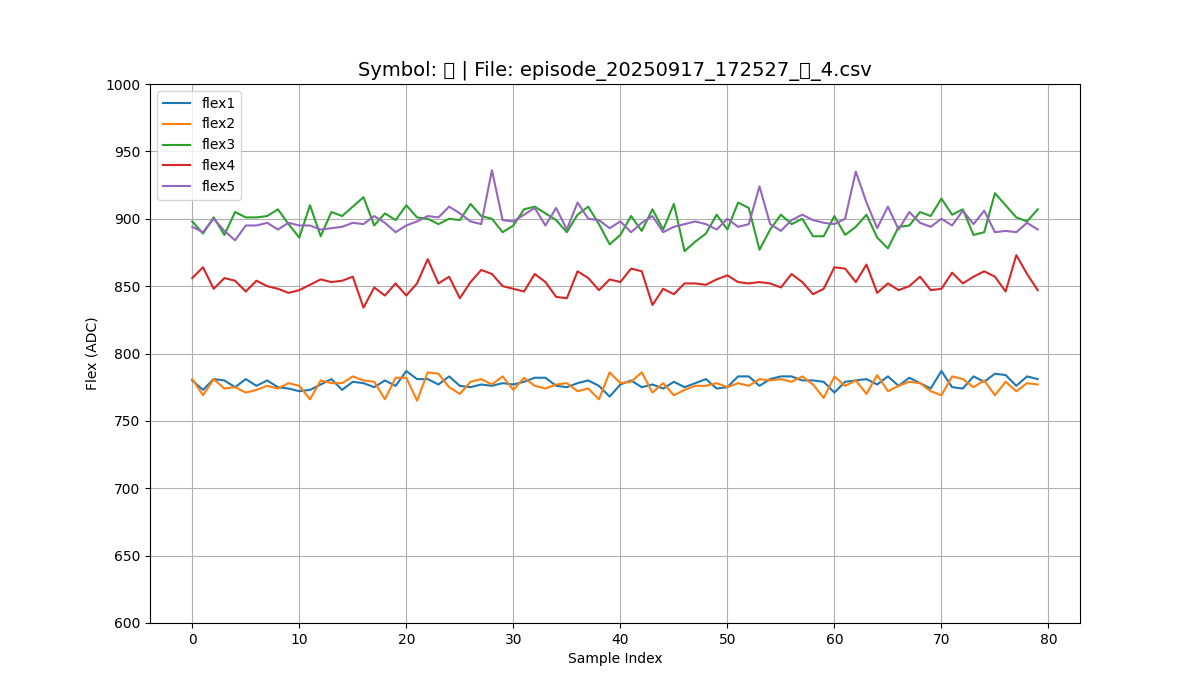 Symbol: | File: episode_20250917_172527_ _4.csv
1000
950
900
850
800
750
700
650
600
Flex (ADC)
flex1
flex2
flex3
flex4
flex5
0 10 20 30 40 50 60 70 80
Sample Index